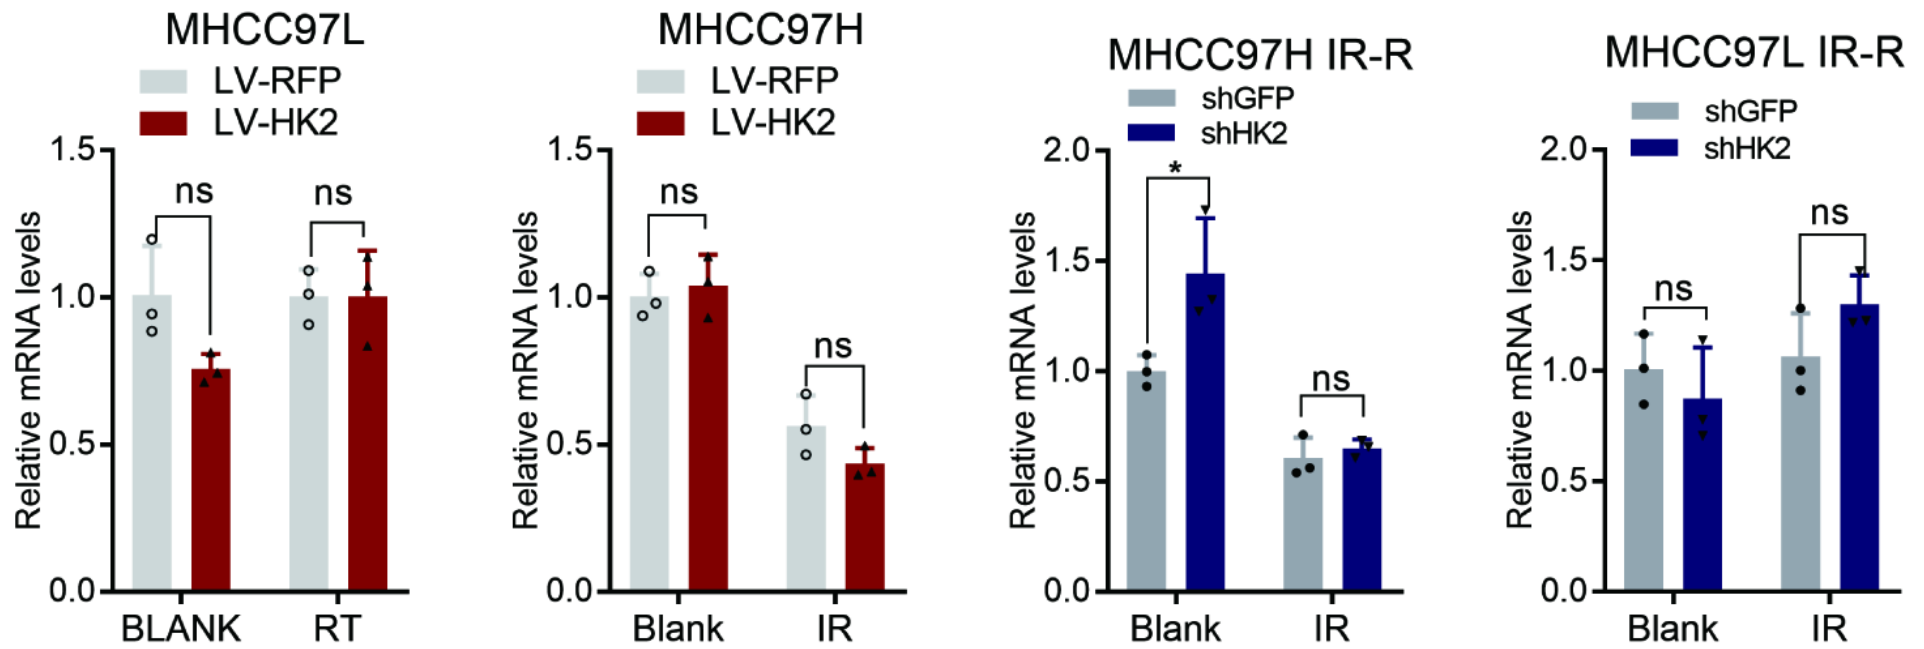 MHCC97L
LV-RFP
LV-HK2
Relative mRNA levels
1.5
1.0
0.5
0.0
ns
ns
BLANK
RT
MHCC97H
LV-RFP
LV-HK2
Relative mRNA levels
1.5
1.0
0.5
0.0
ns
ns
Blank
IR
MHCC97H IR-R
shGFP
shHK2
Relative mRNA levels
2.0
1.5
1.0
0.5
0.0
*
ns
Blank
IR
MHCC97L IR-R
shGFP
shHK2
Relative mRNA levels
2.0
1.5
1.0
0.5
0.0
ns
ns
Blank
IR